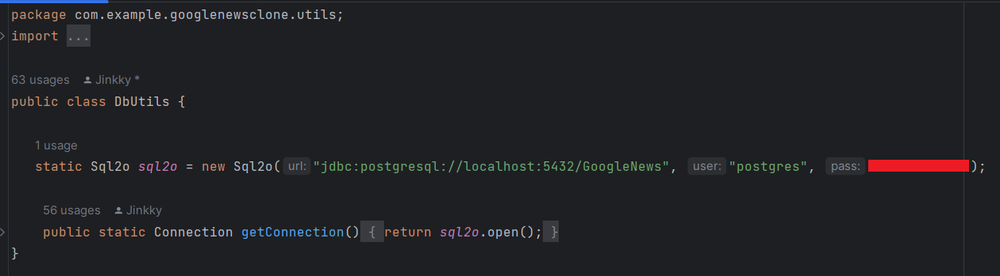 package com.example.googlenewsclone.utils;
import ...
63 usages Jinkky *
public class DbUtils {
1 usage
static Sql2o sql2o = new Sql2o( url: "jdbc:postgresql://localhost:5432/GoogleNews", user: "postgres", pass: );
56 usages Jinkky
public static Connection getConnection() { return sql2o.open(); }
}